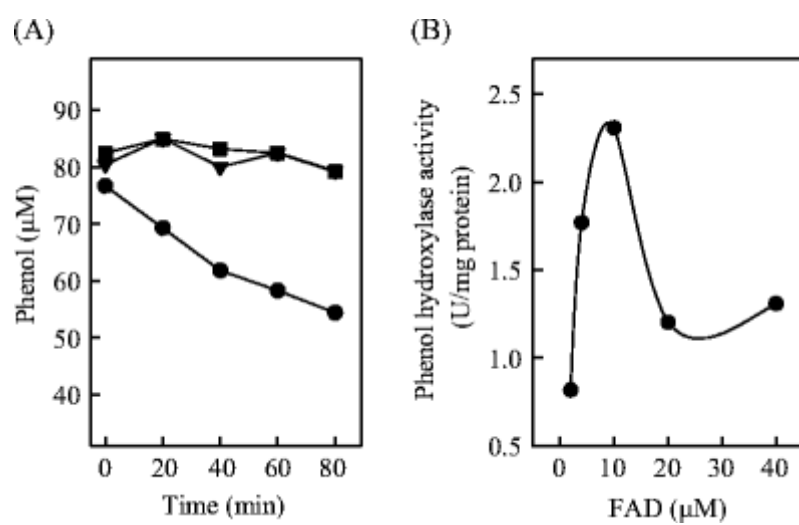 (A)
90
80
70
60
50
40
Phenol (μM)
0 20 40 60 80
Time (min)
(B)
2.5
2.0
1.5
1.0
0.5
Phenol hydroxylase activity
(U/mg protein)
0 10 20 30 40
FAD (μM)